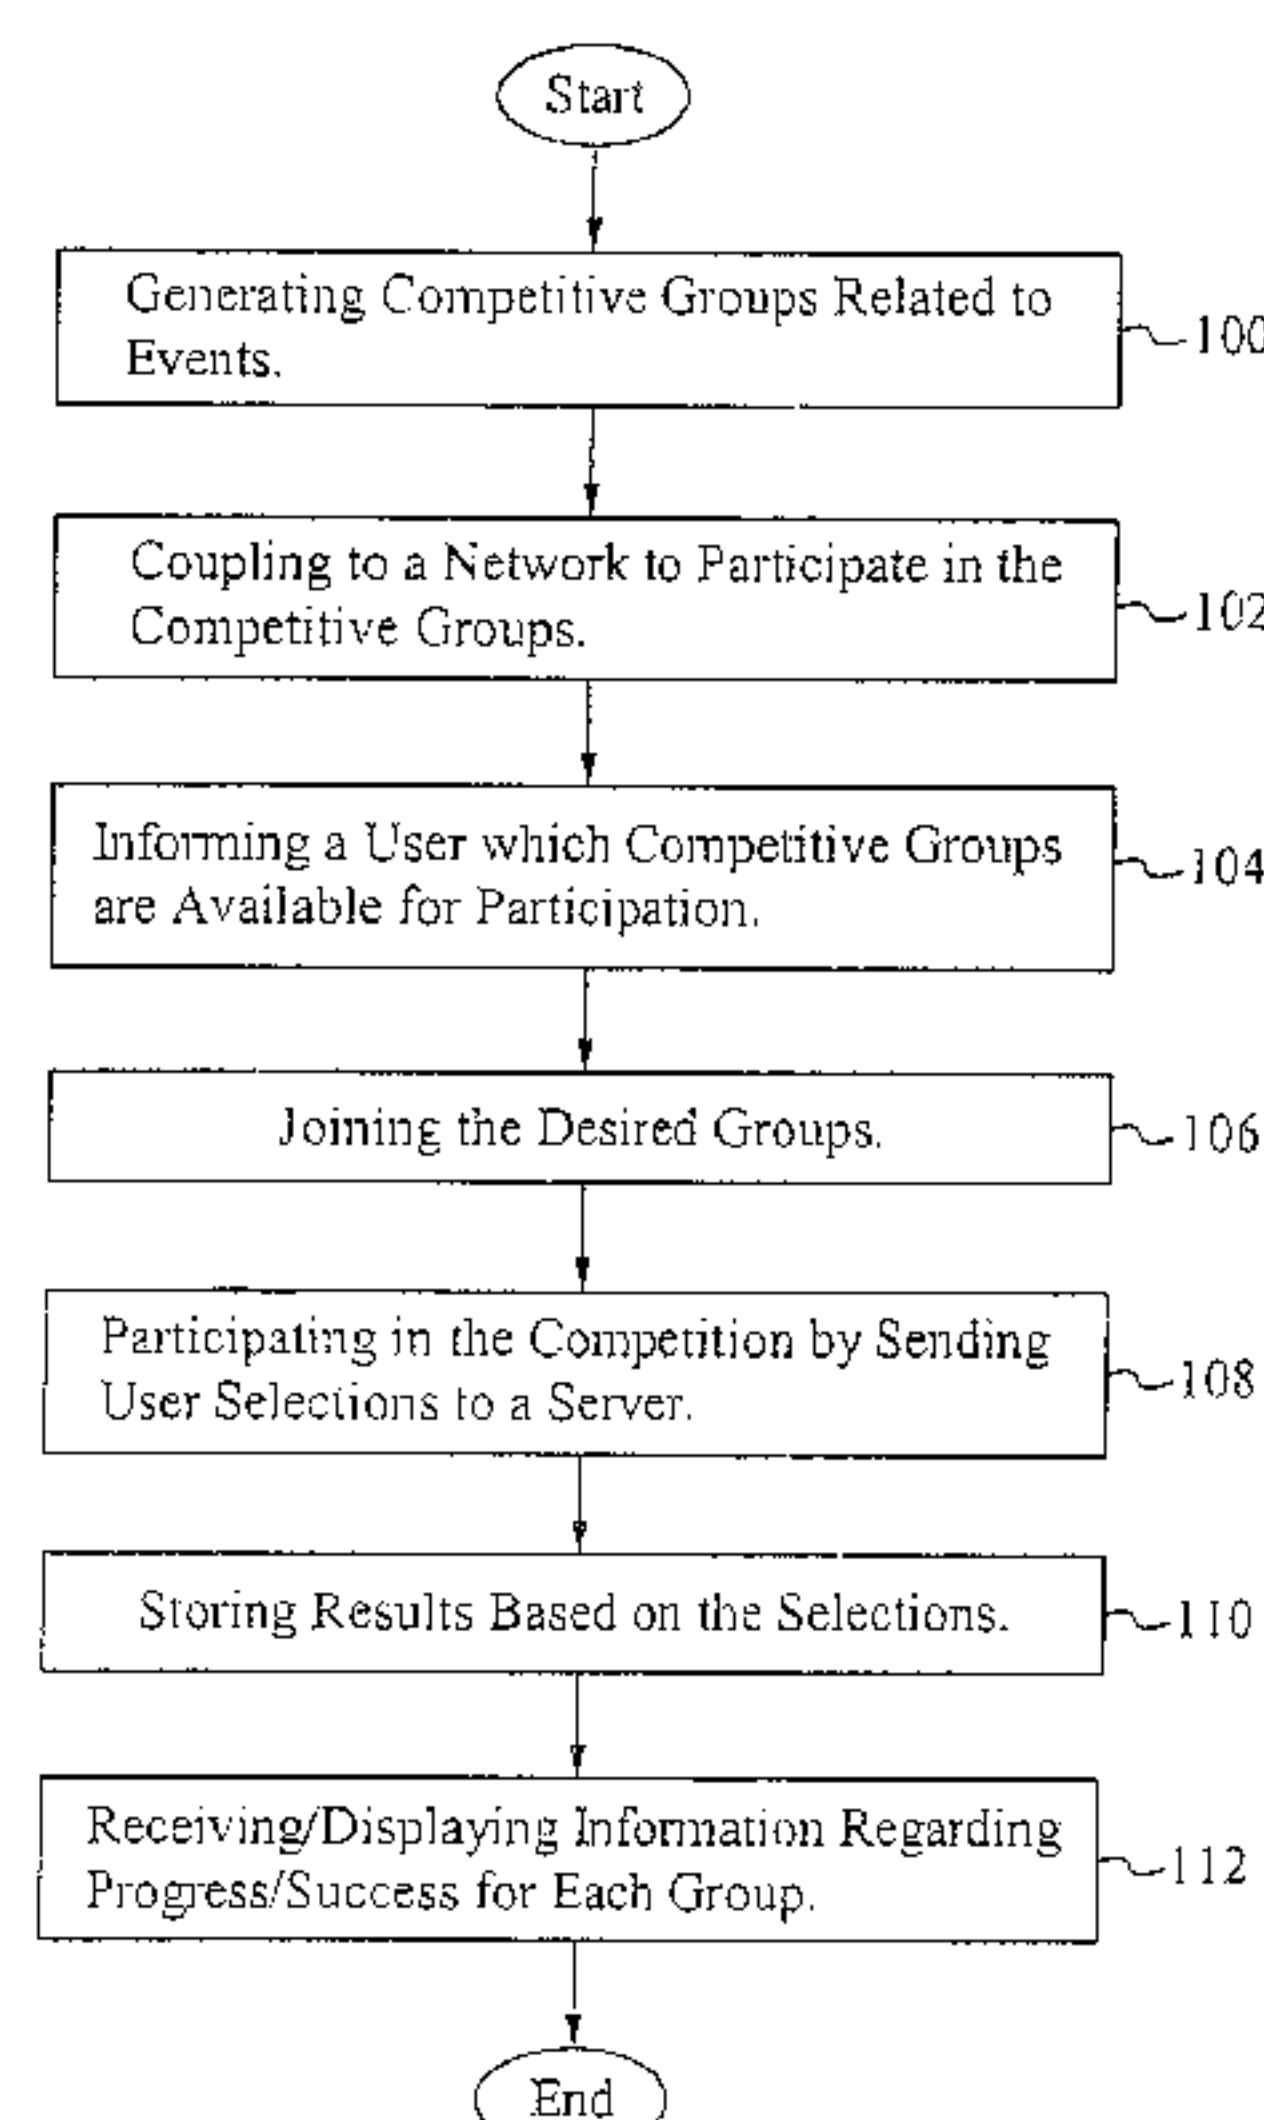 Start
Generating Competitive Groups Related to
Events.
100
Coupling to a Network to Participate in the
Competitive Groups.
102
Informing a User which Competitive Groups
are Available for Participation.
104
Joining the Desired Groups.
106
Participating in the Competition by Sending
User Selections to a Server.
108
Storing Results Based on the Selections.
110
Receiving/Displaying Information Regarding
Progress/Success for Each Group.
112
End